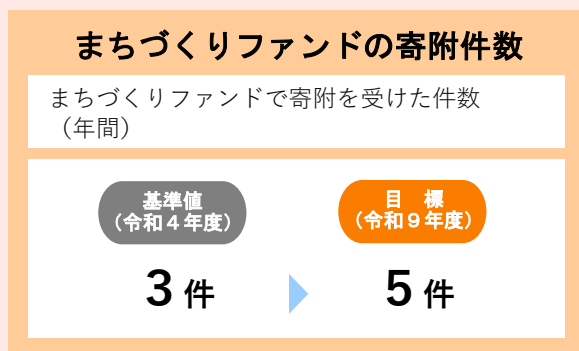 まちづくりファンドの寄附件数
まちづくりファンドで寄附を受けた件数
（年間）
基準値
（令和４年度）
目　標
（令和９年度）
3 件
5 件